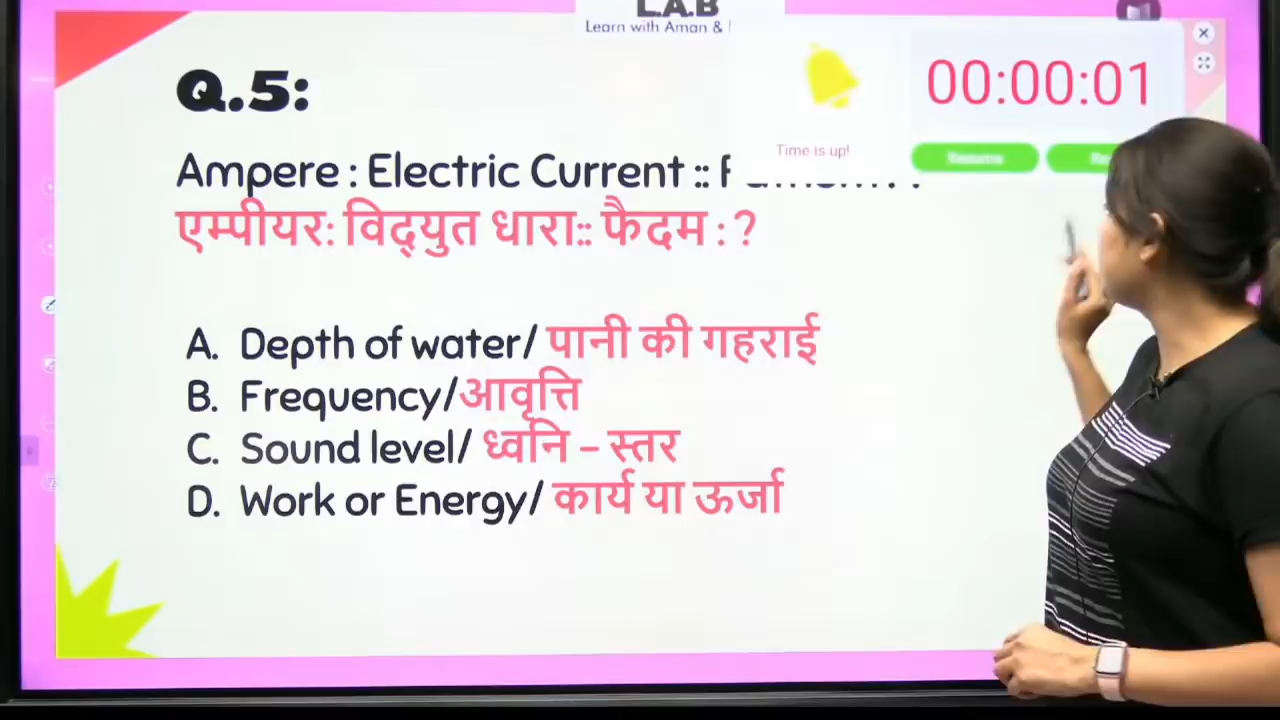 L.A.B
Learn with Aman &
00:00:01
Time is up!
Resume
Q.5:
Ampere : Electric Current ::
एम्पीयर: विद्युत धारा:: फैदम : ?
A. Depth of water/ पानी की गहराई
B. Frequency/आवृत्ति
C. Sound level/ ध्वनि – स्तर
D. Work or Energy/ कार्य या ऊर्जा